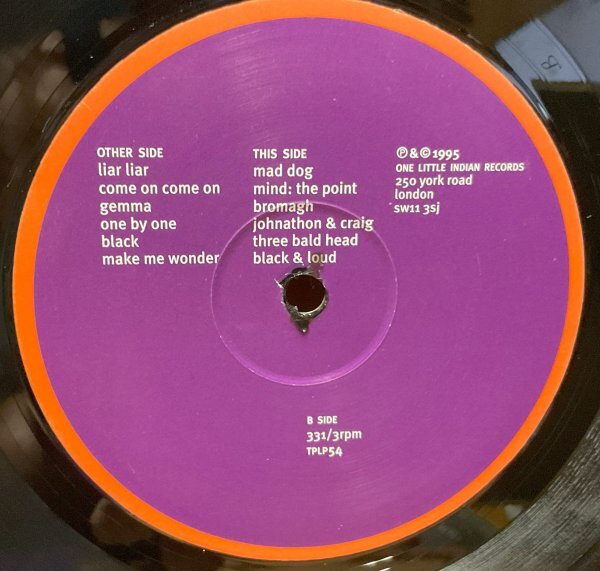 OTHER SIDE
liar liar
come on come on
gemma
one by one
black
make me wonder
THIS SIDE
mad dog
mind: the point
bromagh
johnathon & craig
three bald head
black & loud
℗&©1995
ONE LITTLE INDIAN RECORDS
250 york road
london
sw11 3sj
B SIDE
331/3rpm
TPLP54